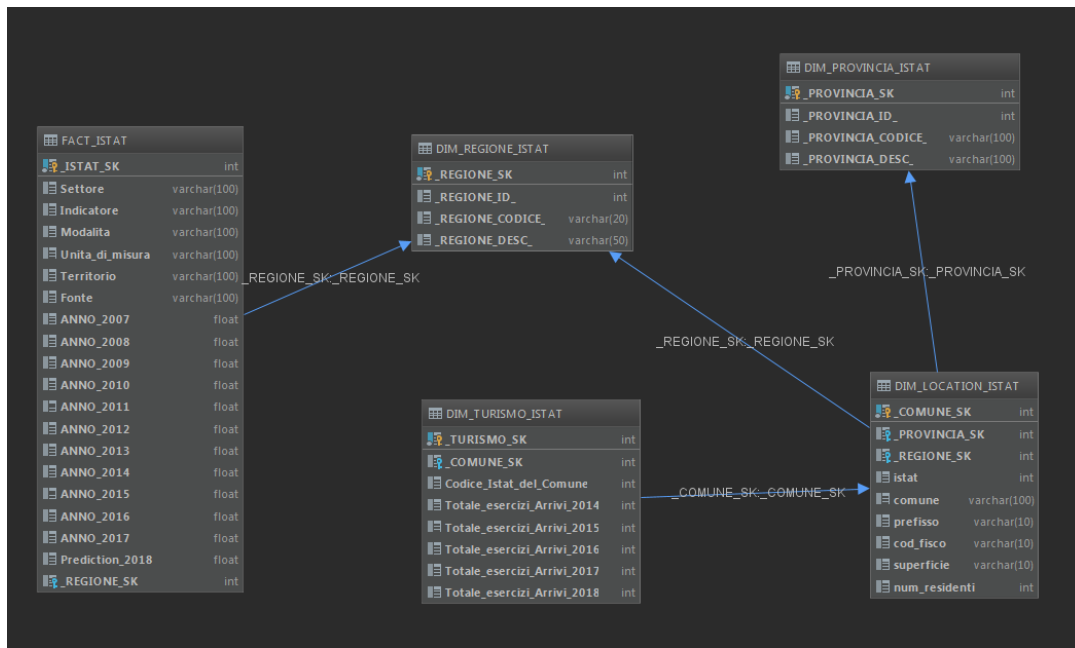 FACT_ISTAT
_ISTAT_SK int
Settore varchar(100)
Indicatore varchar(100)
Modalita varchar(100)
Unita_di_misura varchar(100)
Territorio varchar(100)
Fonte varchar(100)
ANNO_2007 float
ANNO_2008 float
ANNO_2009 float
ANNO_2010 float
ANNO_2011 float
ANNO_2012 float
ANNO_2013 float
ANNO_2014 float
ANNO_2015 float
ANNO_2016 float
ANNO_2017 float
Prediction_2018 float
_REGIONE_SK int
_REGIONE_SK:_REGIONE_SK
DIM_REGIONE_ISTAT
_REGIONE_SK int
_REGIONE_ID_ int
_REGIONE_CODICE_ varchar(20)
_REGIONE_DESC_ varchar(50)
DIM_PROVINCIA_ISTAT
_PROVINCIA_SK int
_PROVINCIA_ID_ int
_PROVINCIA_CODICE_ varchar(100)
_PROVINCIA_DESC_ varchar(100)
_PROVINCIA_SK:_PROVINCIA_SK
_REGIONE_SK:_REGIONE_SK
DIM_TURISMO_ISTAT
_TURISMO_SK int
_COMUNE_SK int
Codice_Istat_del_Comune int
Totale_esercizi_Arrivi_2014 int
Totale_esercizi_Arrivi_2015 int
Totale_esercizi_Arrivi_2016 int
Totale_esercizi_Arrivi_2017 int
Totale_esercizi_Arrivi_2018 int
_COMUNE_SK:_COMUNE_SK
DIM_LOCATION_ISTAT
_COMUNE_SK int
_PROVINCIA_SK int
_REGIONE_SK int
istat int
comune varchar(100)
prefisso varchar(10)
cod_fisco varchar(10)
superficie varchar(10)
num_residenti int